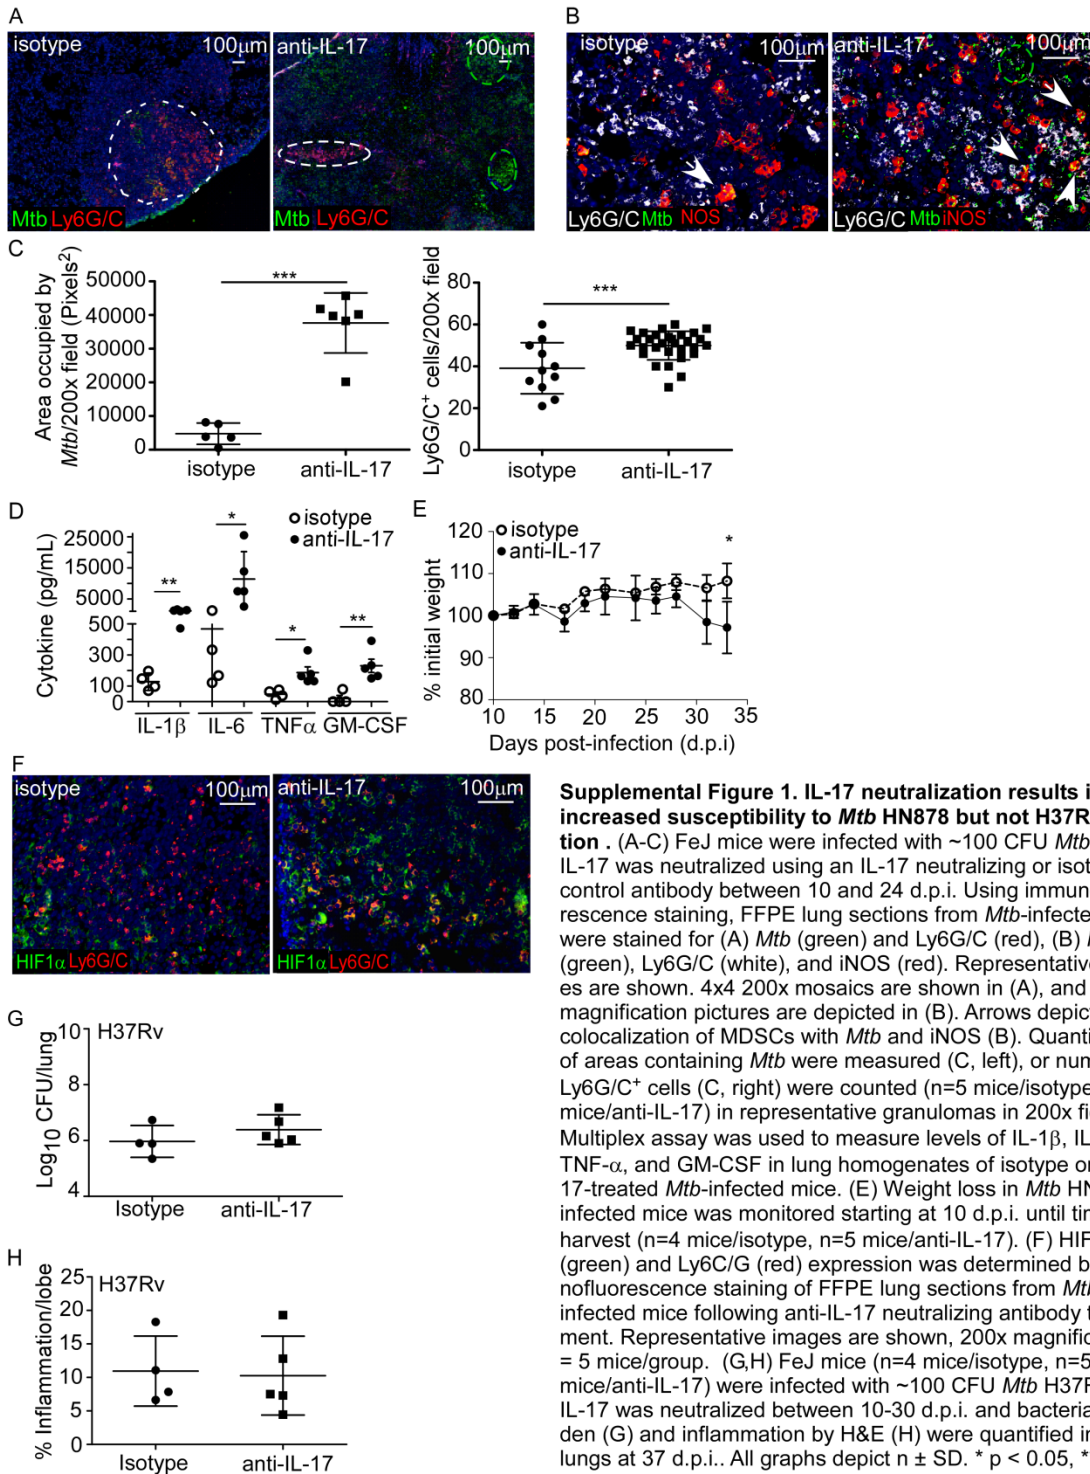 A
isotype
100μm
Mtb Ly6G/C
anti-IL-17
100μm
Mtb Ly6G/C
B
isotype
100μm
Ly6G/C Mtb NOS
anti-IL-17
100μm
Ly6G/C Mtb iNOS
C
Area occupied by
Mtb/200x field (Pixels²)
50000
40000
30000
20000
10000
0
***
isotype
anti-IL-17
Ly6G/C⁺ cells/200x field
80
60
40
20
0
***
isotype
anti-IL-17
D
Cytokine (pg/mL)
25000
15000
5000
500
300
100
isotype
anti-IL-17
**
*
*
**
IL-1β
IL-6
TNFα
GM-CSF
E
% initial weight
120
110
100
90
80
isotype
anti-IL-17
*
10
15
20
25
30
35
Days post-infection (d.p.i)
F
isotype
100μm
HIF1α Ly6G/C
anti-IL-17
100μm
HIF1α Ly6G/C
G
H37Rv
Log₁₀ CFU/lung
10
8
6
4
Isotype
anti-IL-17
H
H37Rv
% Inflammation/lobe
25
20
15
10
5
0
Isotype
anti-IL-17
Supplemental Figure 1. IL-17 neutralization results i
increased susceptibility to Mtb HN878 but not H37R
tion . (A-C) FeJ mice were infected with ~100 CFU Mtb
IL-17 was neutralized using an IL-17 neutralizing or isot
control antibody between 10 and 24 d.p.i. Using immun
rescence staining, FFPE lung sections from Mtb-infecte
were stained for (A) Mtb (green) and Ly6G/C (red), (B)
(green), Ly6G/C (white), and iNOS (red). Representative
es are shown. 4x4 200x mosaics are shown in (A), and
magnification pictures are depicted in (B). Arrows depict
colocalization of MDSCs with Mtb and iNOS (B). Quanti
of areas containing Mtb were measured (C, left), or num
Ly6G/C⁺ cells (C, right) were counted (n=5 mice/isotype
mice/anti-IL-17) in representative granulomas in 200x fi
Multiplex assay was used to measure levels of IL-1β, IL
TNF-α, and GM-CSF in lung homogenates of isotype or
17-treated Mtb-infected mice. (E) Weight loss in Mtb HN
infected mice was monitored starting at 10 d.p.i. until tin
harvest (n=4 mice/isotype, n=5 mice/anti-IL-17). (F) HIF
(green) and Ly6C/G (red) expression was determined b
nofluorescence staining of FFPE lung sections from Mtl
infected mice following anti-IL-17 neutralizing antibody t
ment. Representative images are shown, 200x magnific
= 5 mice/group. (G,H) FeJ mice (n=4 mice/isotype, n=5
mice/anti-IL-17) were infected with ~100 CFU Mtb H37F
IL-17 was neutralized between 10-30 d.p.i. and bacteria
den (G) and inflammation by H&E (H) were quantified in
lungs at 37 d.p.i.. All graphs depict n ± SD. * p < 0.05, *